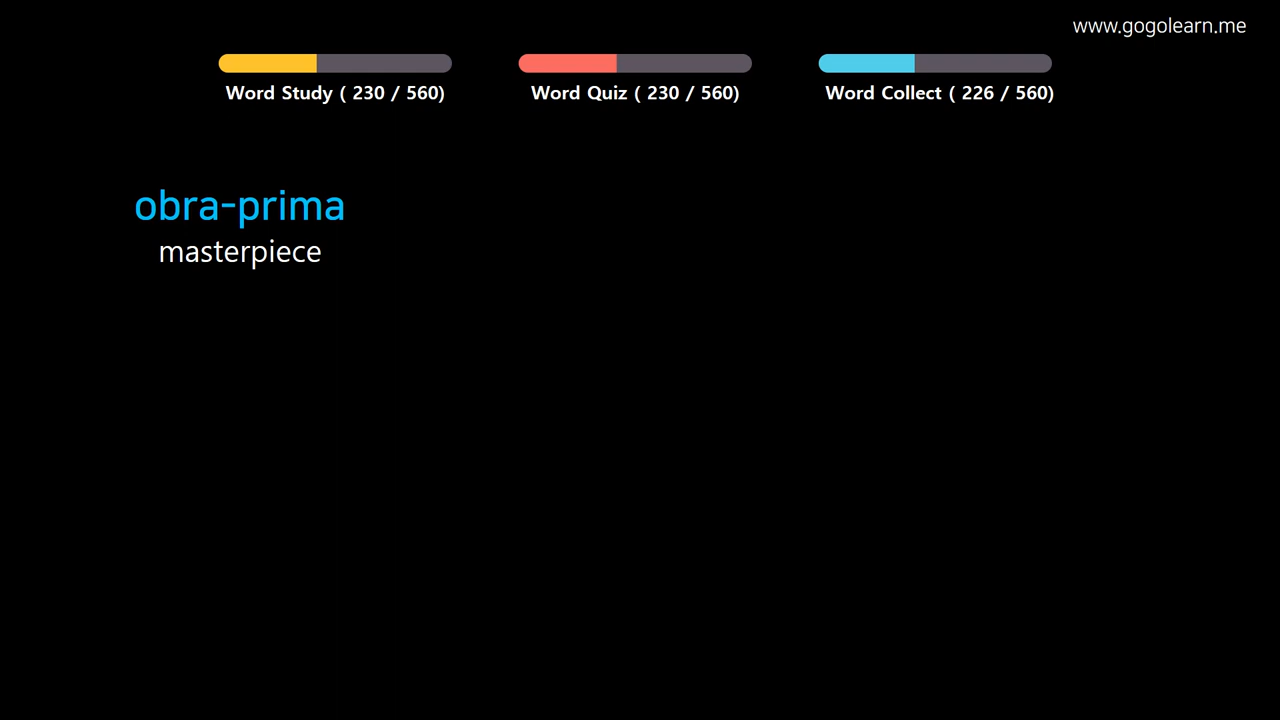 www.gogolearn.me
Word Study ( 230 / 560)
Word Quiz ( 230 / 560)
Word Collect ( 226 / 560)
obra-prima
masterpiece